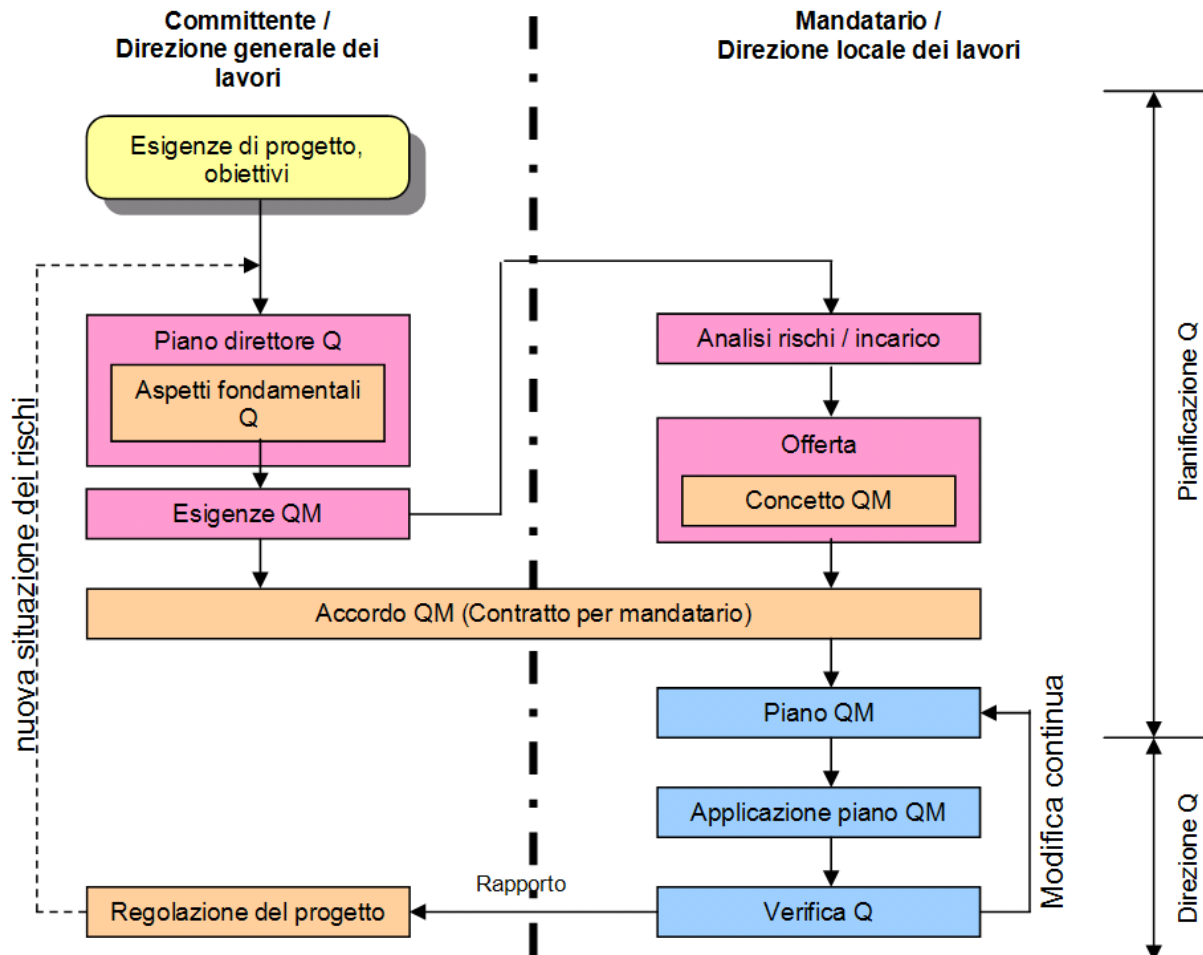 Committente /
Direzione generale dei
lavori
Mandatario /
Direzione locale dei lavori
Esigenze di progetto,
obiettivi
Piano direttore Q
Aspetti fondamentali
Q
Esigenze QM
Analisi rischi / incarico
Offerta
Concetto QM
Accordo QM (Contratto per mandatario)
Piano QM
Applicazione piano QM
Verifica Q
Rapporto
Regolazione del progetto
nuova situazione dei rischi
Modifica continua
Pianificazione Q
Direzione Q